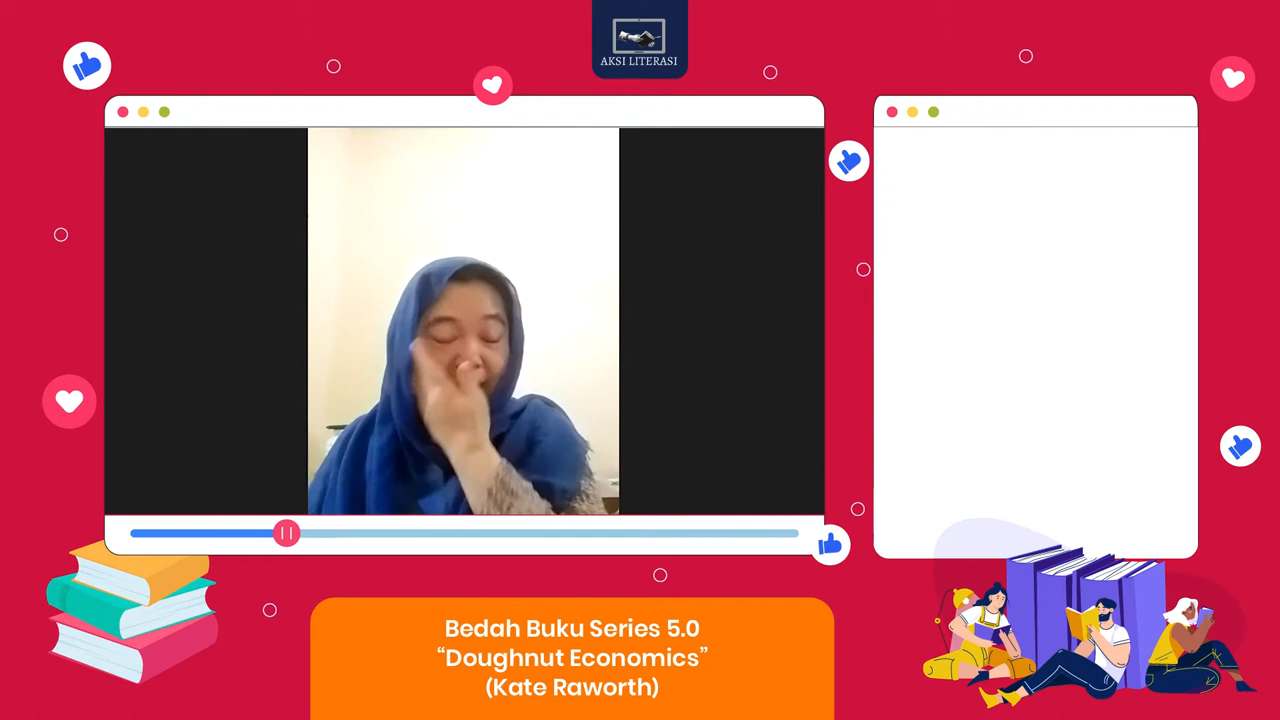 AKSI LITERASI
Bedah Buku Series 5.0
“Doughnut Economics”
(Kate Raworth)